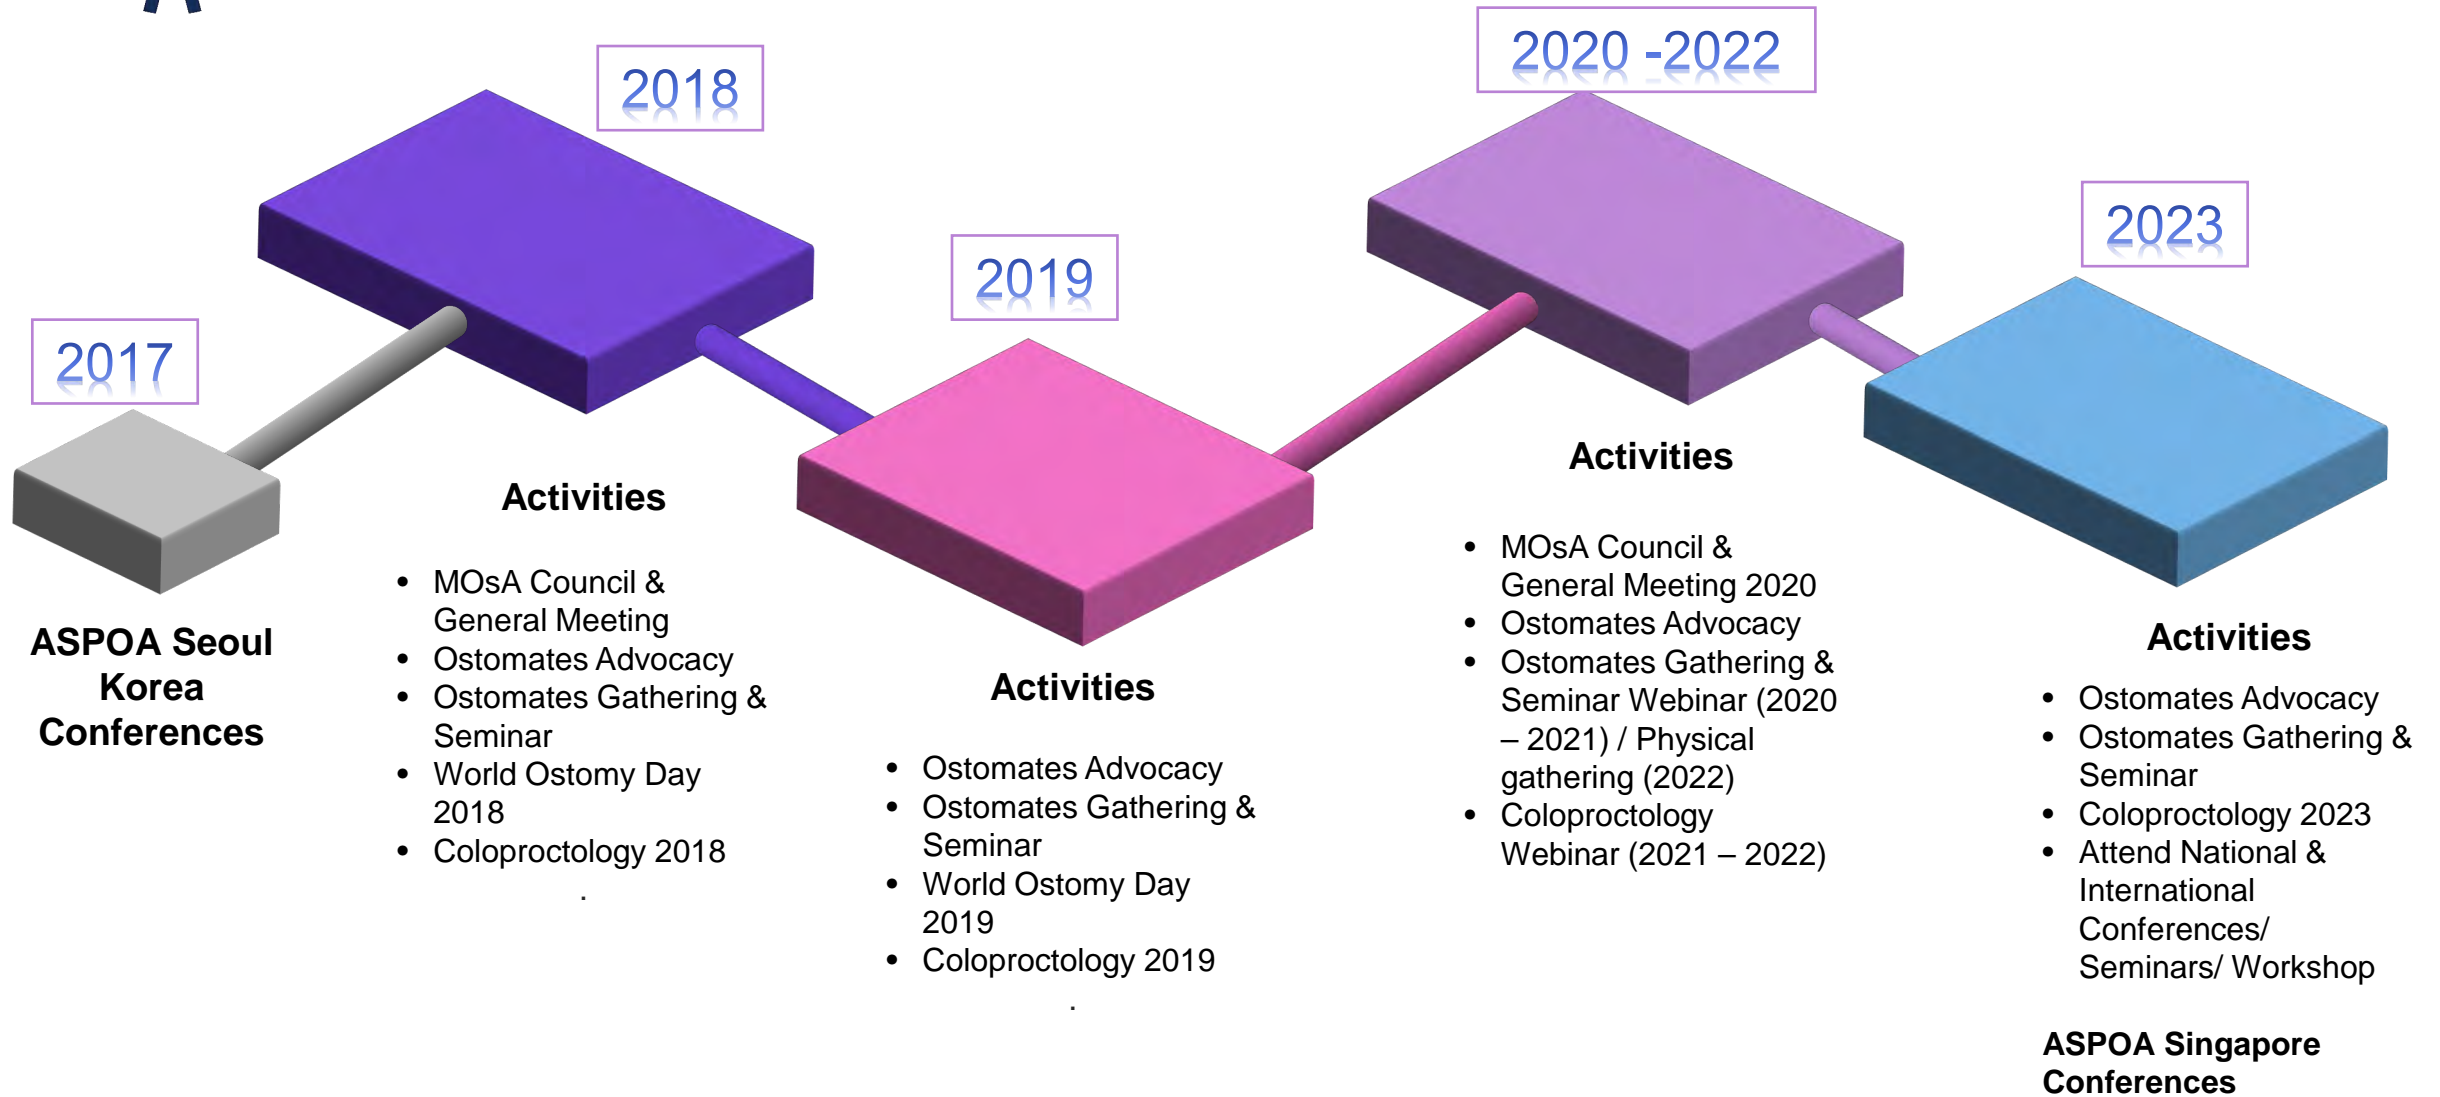 2017
ASPOA Seoul
Korea
Conferences
2018
Activities
• MOsA Council &
General Meeting
• Ostomates Advocacy
• Ostomates Gathering &
Seminar
• World Ostomy Day
2018
• Coloproctology 2018
.
2019
Activities
• Ostomates Advocacy
• Ostomates Gathering &
Seminar
• World Ostomy Day
2019
• Coloproctology 2019
.
2020 -2022
Activities
• MOsA Council &
General Meeting 2020
• Ostomates Advocacy
• Ostomates Gathering &
Seminar Webinar (2020
– 2021) / Physical
gathering (2022)
• Coloproctology
Webinar (2021 – 2022)
2023
Activities
• Ostomates Advocacy
• Ostomates Gathering &
Seminar
• Coloproctology 2023
• Attend National &
International
Conferences/
Seminars/ Workshop
ASPOA Singapore
Conferences